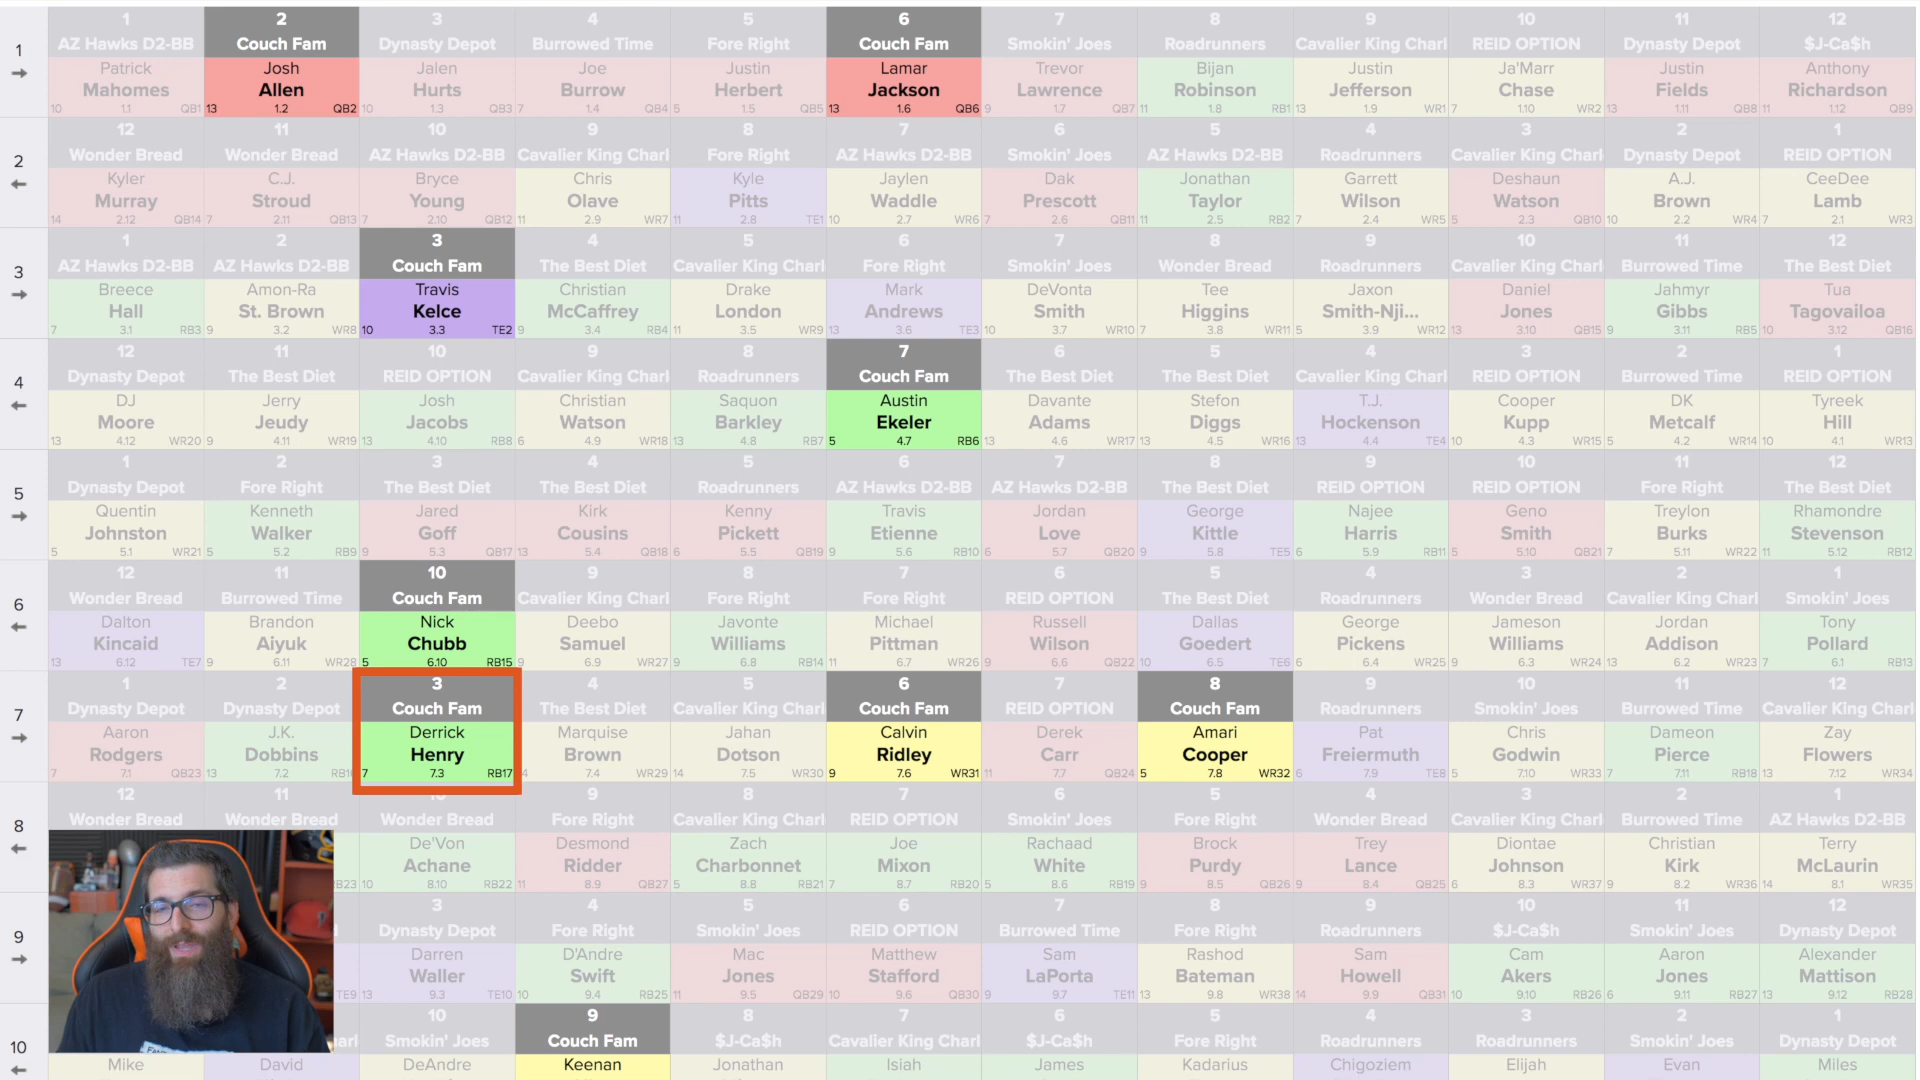 1 2 3 4 5 6 7 8 9 10 11 12
1 AZ Hawks D2-BB Couch Fam Dynasty Depot Burrowed Time Fore Right Couch Fam Smokin' Joes Roadrunners Cavalier King Charl REID OPTION Dynasty Depot $J-Ca$h
Patrick Josh Jalen Joe Justin Lamar Trevor Bijan Justin Ja'Marr Justin Anthony
Mahomes Allen Hurts Burrow Herbert Jackson Lawrence Robinson Jefferson Chase Fields Richardson
10 1.1 QB1 13 1.2 QB2 10 1.3 QB3 7 1.4 QB4 5 1.5 QB5 13 1.6 QB6 9 1.7 QB7 11 1.8 RB1 13 1.9 WR1 7 1.10 WR2 13 1.11 QB8 11 1.12 QB9
12 11 10 9 8 7 6 5 4 3 2 1
2 Wonder Bread Wonder Bread AZ Hawks D2-BB Cavalier King Charl Fore Right AZ Hawks D2-BB Smokin' Joes AZ Hawks D2-BB Roadrunners Cavalier King Charl Dynasty Depot REID OPTION
Kyler C.J. Bryce Chris Kyle Jaylen Dak Jonathan Garrett Deshaun A.J. CeeDee
Murray Stroud Young Olave Pitts Waddle Prescott Taylor Wilson Watson Brown Lamb
14 2.12 QB14 7 2.11 QB13 7 2.10 QB12 11 2.9 WR7 11 2.8 TE1 10 2.7 WR6 7 2.6 QB11 11 2.5 RB2 7 2.4 WR5 5 2.3 QB10 10 2.2 WR4 7 2.1 WR3
1 2 3 4 5 6 7 8 9 10 11 12
3 AZ Hawks D2-BB AZ Hawks D2-BB Couch Fam The Best Diet Cavalier King Charl Fore Right Smokin' Joes Wonder Bread Roadrunners Cavalier King Charl Burrowed Time The Best Diet
Breece Amon-Ra Travis Christian Drake Mark DeVonta Tee Jaxon Daniel Jahmyr Tua
Hall St. Brown Kelce McCaffrey London Andrews Smith Higgins Smith-Nji... Jones Gibbs Tagovailoa
7 3.1 RB3 9 3.2 WR8 10 3.3 TE2 9 3.4 RB4 11 3.5 WR9 13 3.6 TE3 10 3.7 WR10 7 3.8 WR11 5 3.9 WR12 13 3.10 QB15 9 3.11 RB5 10 3.12 QB16
12 11 10 9 8 7 6 5 4 3 2 1
4 Dynasty Depot The Best Diet REID OPTION Cavalier King Charl Roadrunners Couch Fam The Best Diet The Best Diet Cavalier King Charl REID OPTION Burrowed Time REID OPTION
DJ Jerry Josh Christian Saquon Austin Davante Stefon T.J. Cooper DK Tyreek
Moore Jeudy Jacobs Watson Barkley Ekeler Adams Diggs Hockenson Kupp Metcalf Hill
13 4.12 WR20 9 4.11 WR19 13 4.10 RB8 6 4.9 WR18 13 4.8 RB7 5 4.7 RB6 13 4.6 WR17 13 4.5 WR16 13 4.4 TE4 10 4.3 WR15 5 4.2 WR14 10 4.1 WR13
1 2 3 4 5 6 7 8 9 10 11 12
5 Dynasty Depot Fore Right The Best Diet The Best Diet Roadrunners AZ Hawks D2-BB AZ Hawks D2-BB The Best Diet REID OPTION REID OPTION Fore Right The Best Diet
Quentin Kenneth Jared Kirk Kenny Travis Jordan George Najee Geno Treylon Rhamondre
Johnston Walker Goff Cousins Pickett Etienne Love Kittle Harris Smith Burks Stevenson
5 5.1 WR21 5 5.2 RB9 9 5.3 QB17 13 5.4 QB18 6 5.5 QB19 9 5.6 RB10 6 5.7 QB20 9 5.8 TE5 6 5.9 RB11 5 5.10 QB21 7 5.11 WR22 11 5.12 RB12
12 11 10 9 8 7 6 5 4 3 2 1
6 Wonder Bread Burrowed Time Couch Fam Cavalier King Charl Fore Right Fore Right REID OPTION The Best Diet Roadrunners Wonder Bread Cavalier King Charl Smokin' Joes
Dalton Brandon Nick Deebo Javonte Michael Russell Dallas George Jameson Jordan Tony
Kincaid Aiyuk Chubb Samuel Williams Pittman Wilson Goedert Pickens Williams Addison Pollard
13 6.12 TE7 9 6.11 WR28 5 6.10 RB15 9 6.9 WR27 9 6.8 RB14 11 6.7 WR26 9 6.6 QB22 10 6.5 TE6 6 6.4 WR25 9 6.3 WR24 13 6.2 WR23 7 6.1 RB13
1 2 3 4 5 6 7 8 9 10 11 12
7 Dynasty Depot Dynasty Depot Couch Fam The Best Diet Cavalier King Charl Couch Fam REID OPTION Couch Fam Roadrunners Smokin' Joes Burrowed Time Cavalier King Charl
Aaron J.K. Derrick Marquise Jahan Calvin Derek Amari Pat Chris Dameon Zay
Rodgers Dobbins Henry Brown Dotson Ridley Carr Cooper Freiermuth Godwin Pierce Flowers
7 7.1 QB23 13 7.2 7 7.3 RB17 7.4 WR29 14 7.5 WR30 9 7.6 WR31 11 7.7 QB24 5 7.8 WR32 6 7.9 TE8 5 7.10 WR33 7 7.11 RB18 13 7.12 WR34
12 11 10 9 8 7 6 5 4 3 2 1
8 Wonder Bread Wonder Bread Wonder Bread Fore Right Cavalier King Charl REID OPTION Smokin' Joes Fore Right Wonder Bread Cavalier King Charl Burrowed Time AZ Hawks D2-BB
De'Von Desmond Zach Joe Rachaad Brock Trey Diontae Christian Terry
Achane Ridder Charbonnet Mixon White Purdy Lance Johnson Kirk McLaurin
RB23 10 8.10 RB22 11 8.9 QB27 5 8.8 RB21 7 8.7 RB20 5 8.6 RB19 9 8.5 QB26 9 8.4 QB25 6 8.3 WR37 9 8.2 WR36 14 8.1 WR35
3 4 5 6 7 8 9 10 11 12
9 Dynasty Depot Fore Right Smokin' Joes REID OPTION Burrowed Time Fore Right Roadrunners $J-Ca$h Smokin' Joes Dynasty Depot
Darren D'Andre Mac Matthew Sam Rashod Sam Cam Aaron Alexander
Waller Swift Jones Stafford LaPorta Bateman Howell Akers Jones Mattison
TE9 13 9.3 TE10 10 9.4 RB25 11 9.5 QB29 10 9.6 QB30 9 9.7 TE11 13 9.8 WR38 14 9.9 QB31 10 9.10 RB26 6 9.11 RB27 13 9.12 RB28
10 9 8 7 6 5 4 3 2 1
10 arl Smokin' Joes Couch Fam $J-Ca$h Cavalier King Charl $J-Ca$h Fore Right Roadrunners Roadrunners Smokin' Joes Dynasty Depot
Mike David DeAndre Keenan Jonathan Isiah James Kadarius Chigoziem Elijah Evan Miles